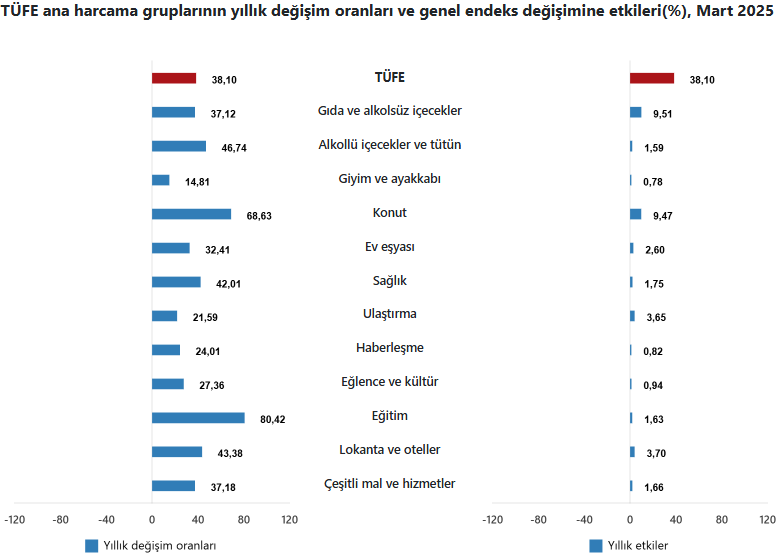 TÜFE ana harcama gruplarının yıllık değişim oranları ve genel endeks değişimine etkileri(%), Mart 2025
38,10 TÜFE 38,10
37,12 Gıda ve alkolsüz içecekler 9,51
46,74 Alkollü içecekler ve tütün 1,59
14,81 Giyim ve ayakkabı 0,78
68,63 Konut 9,47
32,41 Ev eşyası 2,60
42,01 Sağlık 1,75
21,59 Ulaştırma 3,65
24,01 Haberleşme 0,82
27,36 Eğlence ve kültür 0,94
80,42 Eğitim 1,63
43,38 Lokanta ve oteller 3,70
37,18 Çeşitli mal ve hizmetler 1,66
-120 -80 -40 0 40 80 120 -120 -80 -40 0 40 80 120
Yıllık değişim oranları Yıllık etkiler